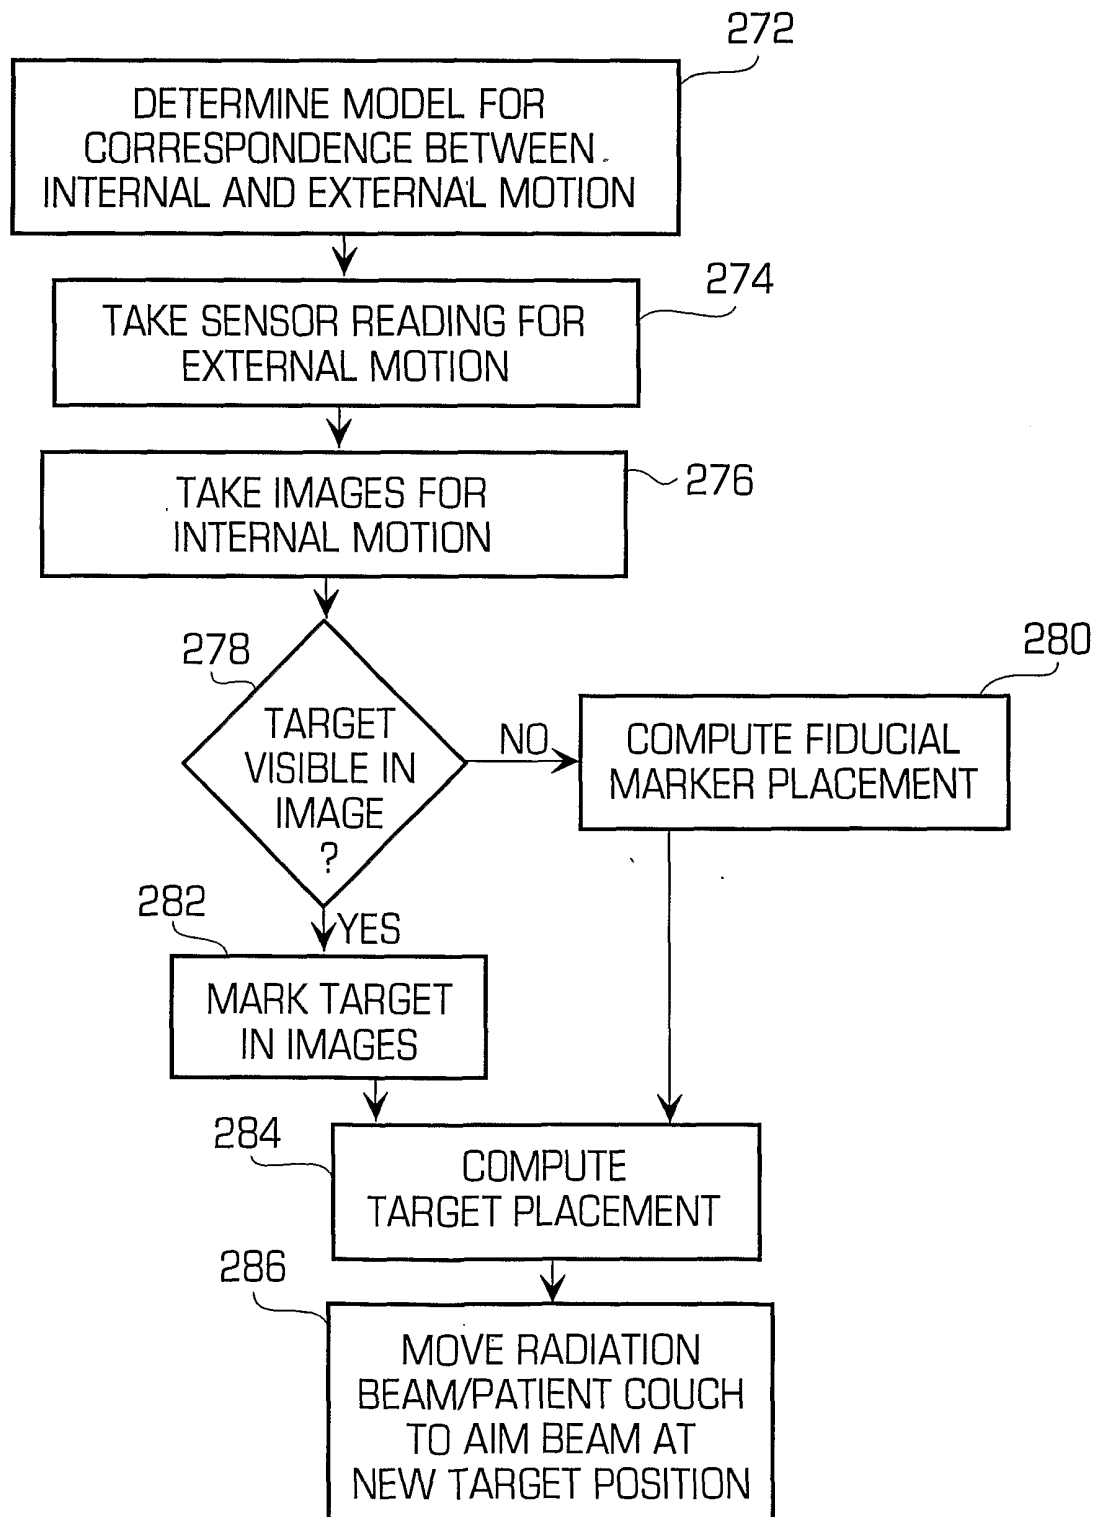 272
DETERMINE MODEL FOR
CORRESPONDENCE BETWEEN
INTERNAL AND EXTERNAL MOTION
274
TAKE SENSOR READING FOR
EXTERNAL MOTION
276
TAKE IMAGES FOR
INTERNAL MOTION
278
TARGET
VISIBLE IN
IMAGE
?
NO
280
COMPUTE FIDUCIAL
MARKER PLACEMENT
YES
282
MARK TARGET
IN IMAGES
284
COMPUTE
TARGET PLACEMENT
286
MOVE RADIATION
BEAM/PATIENT COUCH
TO AIM BEAM AT
NEW TARGET POSITION